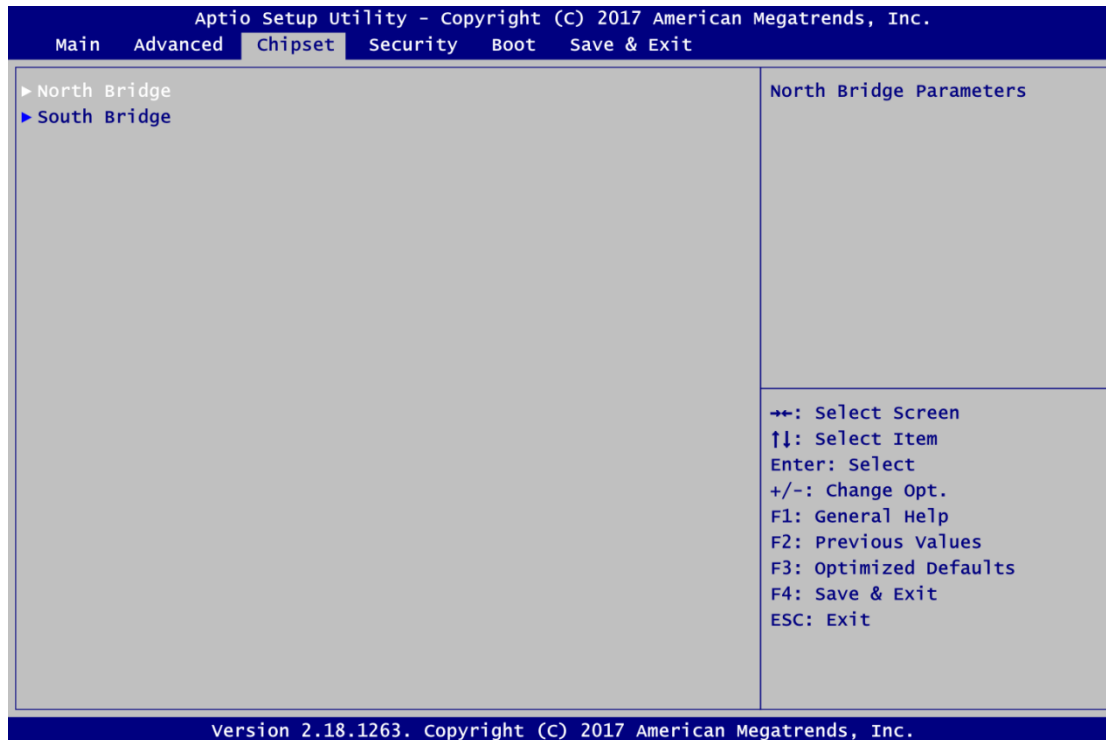 Aptio Setup Utility - Copyright (C) 2017 American Megatrends, Inc.
Main Advanced Chipset Security Boot Save & Exit
▶ North Bridge
▶ South Bridge
North Bridge Parameters
→←: Select Screen
↑↓: Select Item
Enter: Select
+/-: Change Opt.
F1: General Help
F2: Previous Values
F3: Optimized Defaults
F4: Save & Exit
ESC: Exit
Version 2.18.1263. Copyright (C) 2017 American Megatrends, Inc.